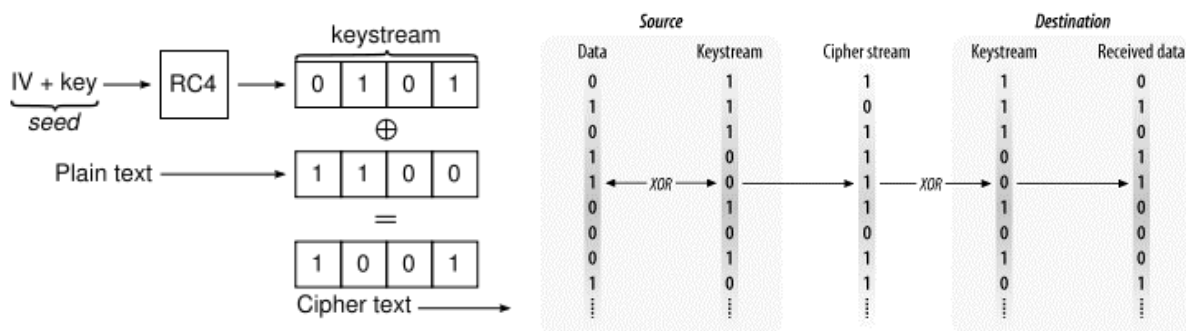 keystream
IV + key
RC4
0 1 0 1
seed
⊕
Plain text
1 1 0 0
=
1 0 0 1
Cipher text
Source Destination
Data Keystream Cipher stream Keystream Received data
0 1 1 1 0
1 1 0 1 1
0 1 1 1 0
1 0 1 0 1
1 XOR 0 1 XOR 0 1
0 1 1 1 0
0 0 0 0 0
0 1 1 1 0
1 0 1 0 1